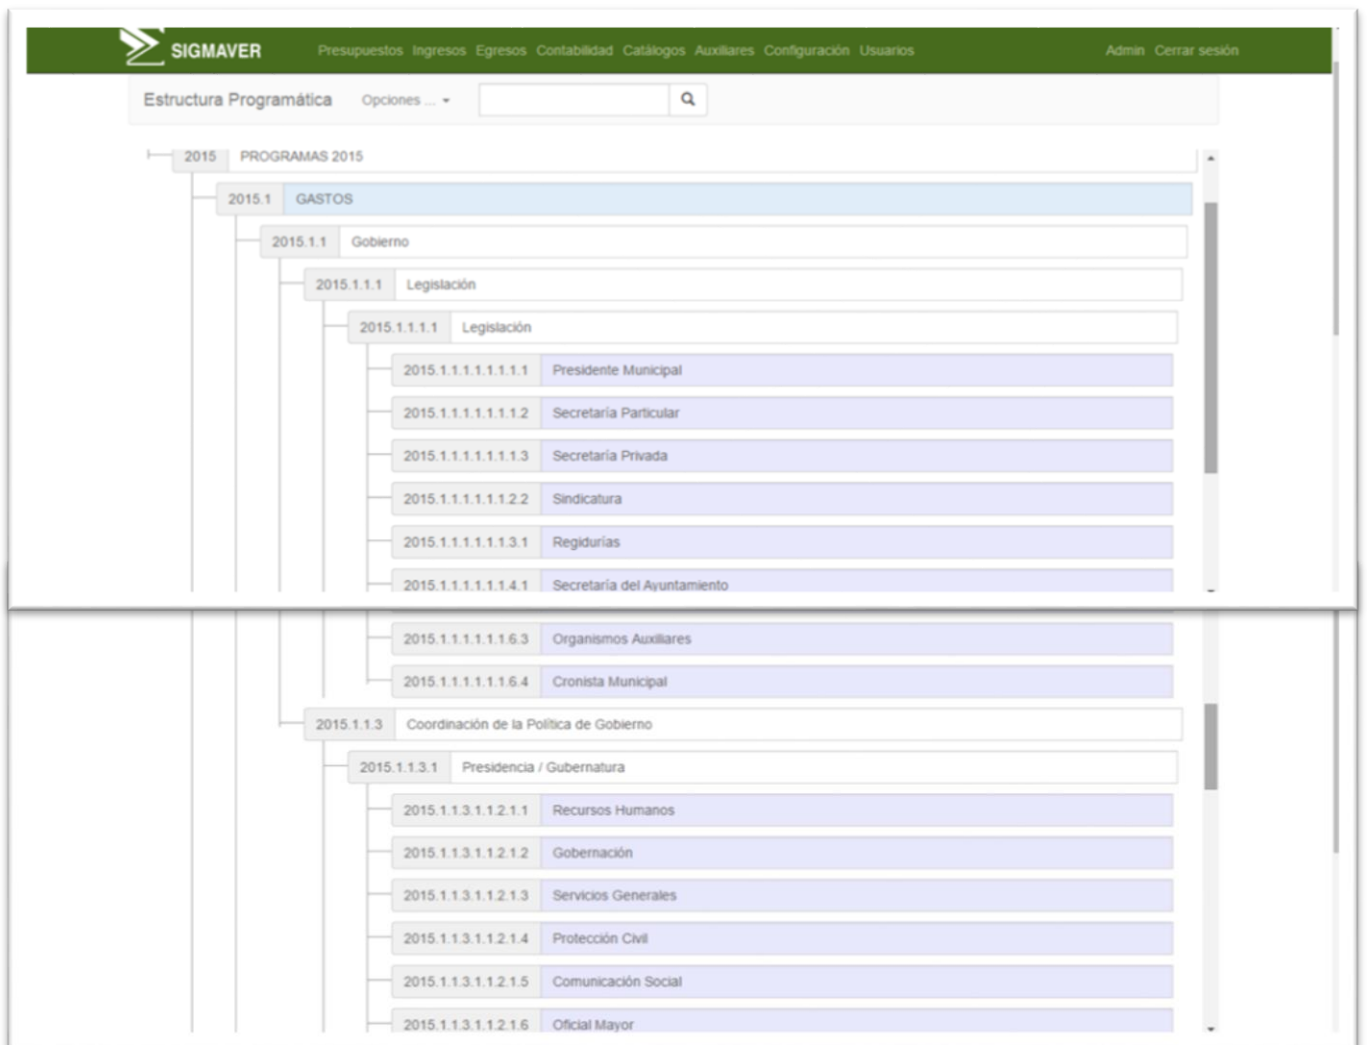 SIGMAVER Presupuestos Ingresos Egresos Contabilidad Catálogos Auxiliares Configuración Usuarios Admin Cerrar sesión
Estructura Programática Opciones ...
2015 PROGRAMAS 2015
2015.1 GASTOS
2015.1.1 Gobierno
2015.1.1.1 Legislación
2015.1.1.1.1 Legislación
2015.1.1.1.1.1.1.1.1 Presidente Municipal
2015.1.1.1.1.1.1.1.2 Secretaría Particular
2015.1.1.1.1.1.1.1.3 Secretaría Privada
2015.1.1.1.1.1.1.2.2 Sindicatura
2015.1.1.1.1.1.1.3.1 Regidurías
2015.1.1.1.1.1.1.4.1 Secretaría del Ayuntamiento
2015.1.1.1.1.1.1.6.3 Organismos Auxiliares
2015.1.1.1.1.1.1.6.4 Cronista Municipal
2015.1.1.3 Coordinación de la Política de Gobierno
2015.1.1.3.1 Presidencia / Gubernatura
2015.1.1.3.1.1.2.1.1 Recursos Humanos
2015.1.1.3.1.1.2.1.2 Gobernación
2015.1.1.3.1.1.2.1.3 Servicios Generales
2015.1.1.3.1.1.2.1.4 Protección Civil
2015.1.1.3.1.1.2.1.5 Comunicación Social
2015.1.1.3.1.1.2.1.6 Oficial Mayor